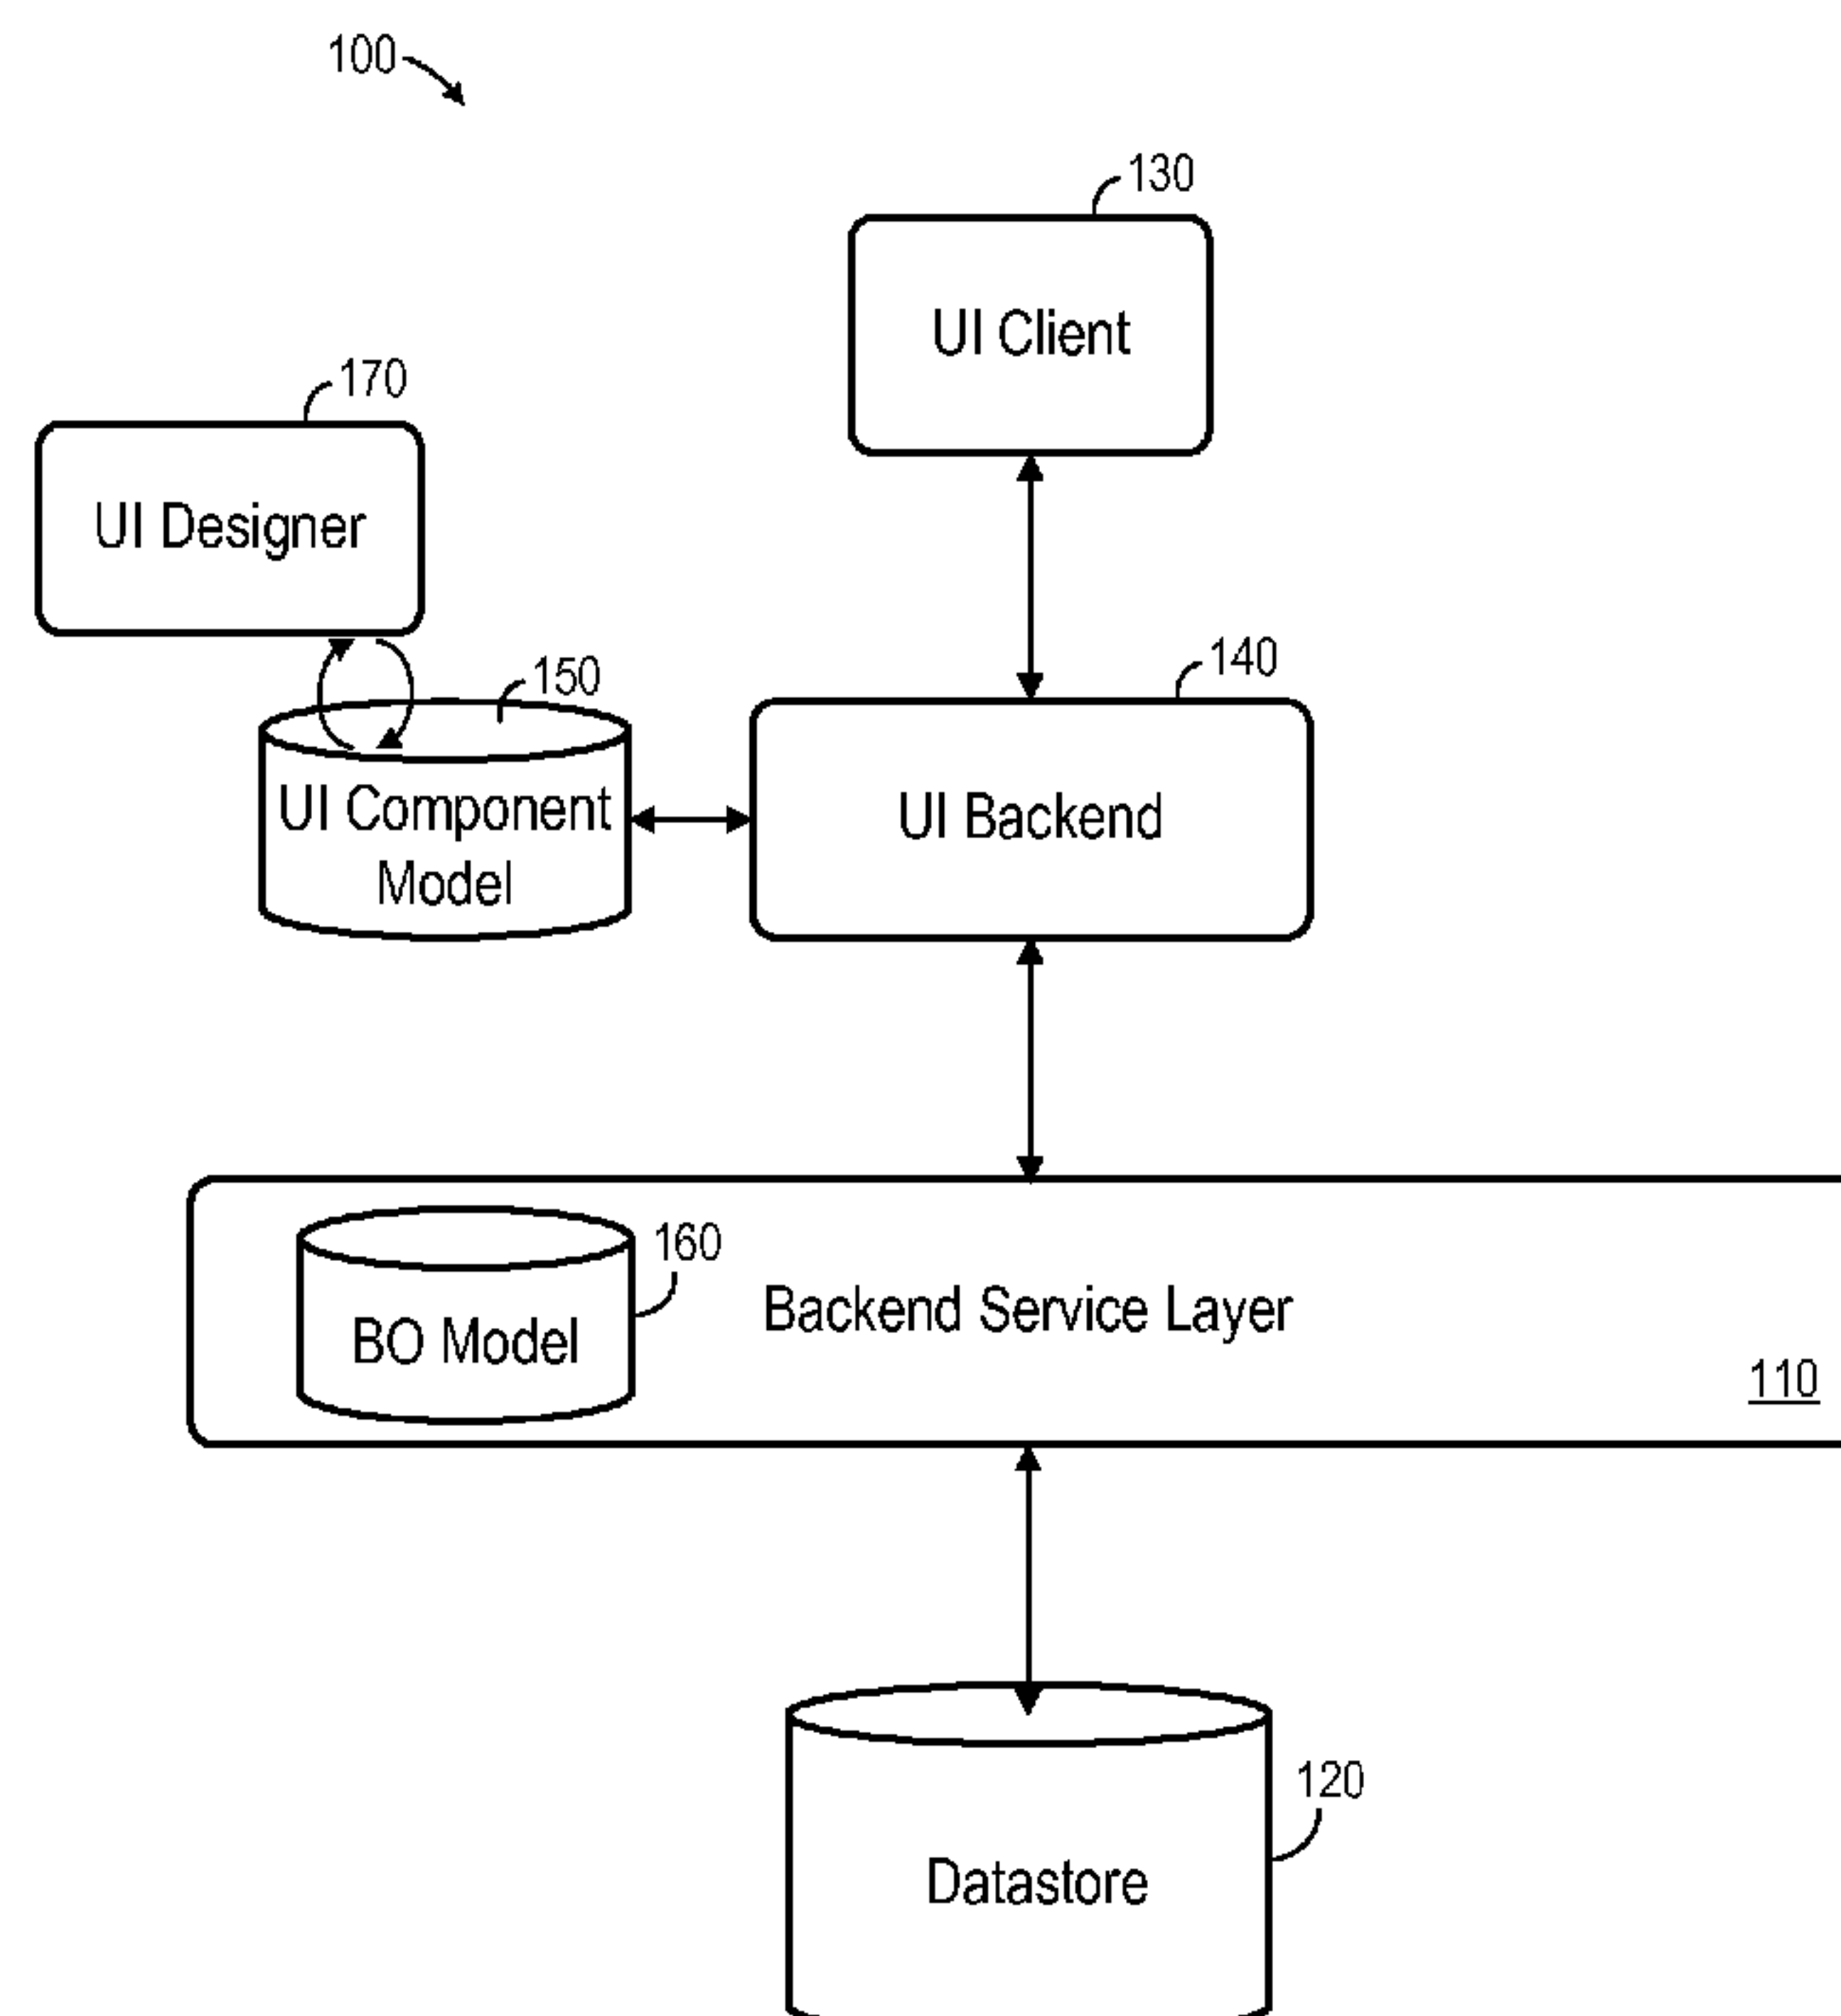 100
130
UI Client
170
UI Designer
150
140
UI Component
Model
UI Backend
160
BO Model
Backend Service Layer
110
120
Datastore